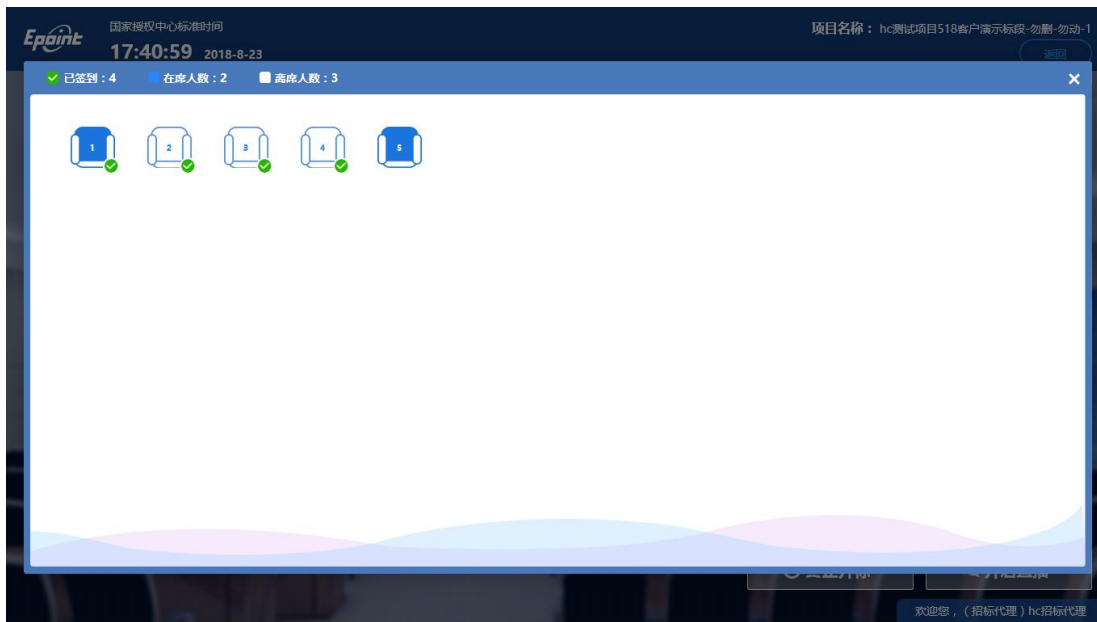 Epoint
国家授权中心标准时间
17:40:59 2018-8-23
项目名称：hc测试项目518客户演示标段-勿删-勿动-1
返回
已签到：4 在席人数：2 离席人数：3
1 2 3 4 5
欢迎您，（招标代理）hc招标代理